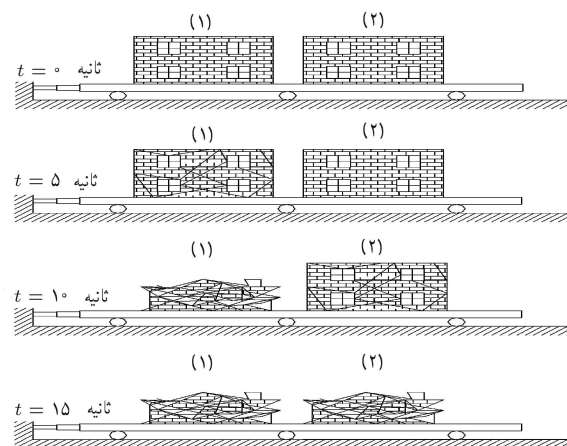 (۱) (۲)
t = ۰ ثانیه
(۱) (۲)
t = ۵ ثانیه
(۱) (۲)
t = ۱۰ ثانیه
(۱) (۲)
t = ۱۵ ثانیه